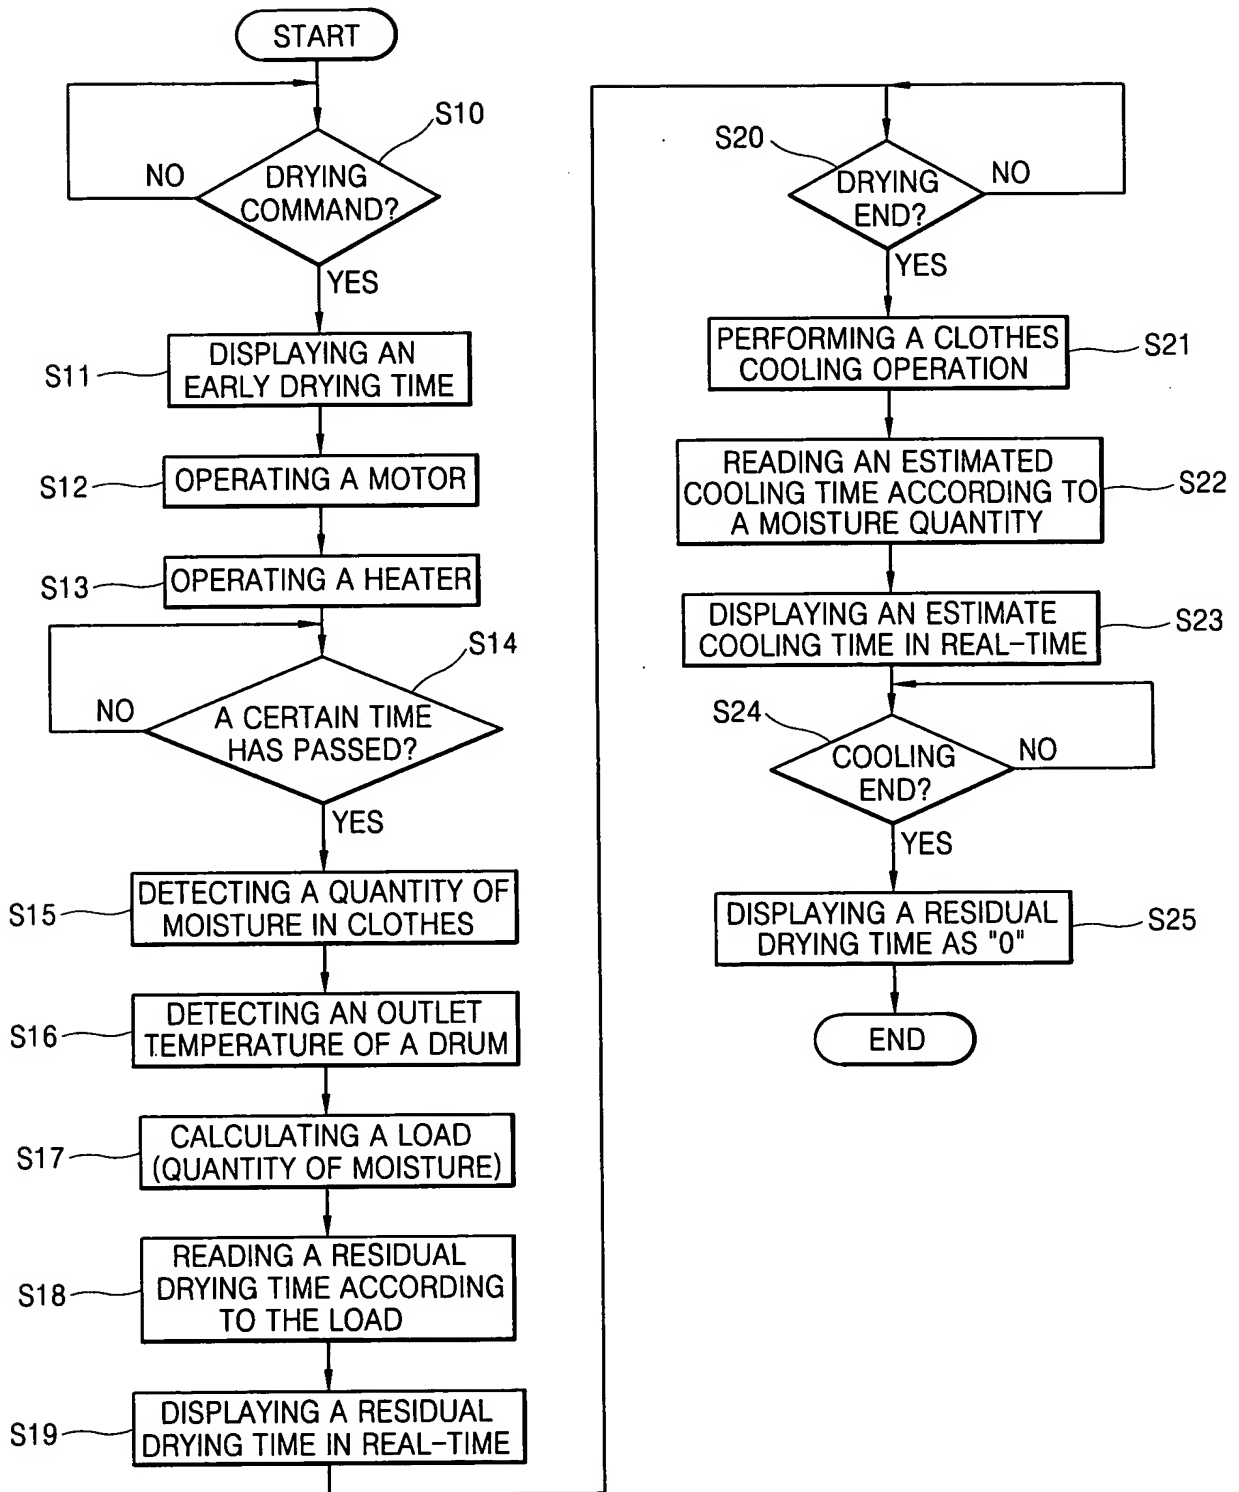 START
S10
NO
DRYING
COMMAND?
YES
S11
DISPLAYING AN
EARLY DRYING TIME
S12
OPERATING A MOTOR
S13
OPERATING A HEATER
S14
NO
A CERTAIN TIME
HAS PASSED?
YES
S15
DETECTING A QUANTITY OF
MOISTURE IN CLOTHES
S16
DETECTING AN OUTLET
TEMPERATURE OF A DRUM
S17
CALCULATING A LOAD
(QUANTITY OF MOISTURE)
S18
READING A RESIDUAL
DRYING TIME ACCORDING
TO THE LOAD
S19
DISPLAYING A RESIDUAL
DRYING TIME IN REAL-TIME
S20
DRYING
END?
NO
YES
PERFORMING A CLOTHES
COOLING OPERATION
S21
READING AN ESTIMATED
COOLING TIME ACCORDING TO
A MOISTURE QUANTITY
S22
DISPLAYING AN ESTIMATE
COOLING TIME IN REAL-TIME
S23
S24
COOLING
END?
NO
YES
DISPLAYING A RESIDUAL
DRYING TIME AS "0"
S25
END